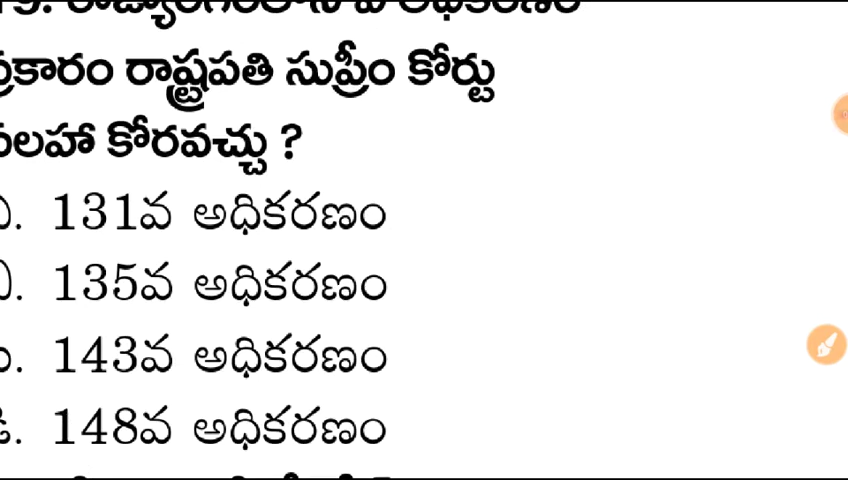 ప్రకారం రాష్ట్రపతి సుప్రీం కోర్టు
సలహా కోరవచ్చు ?
131వ అధికరణం
135వ అధికరణం
143వ అధికరణం
148వ అధికరణం